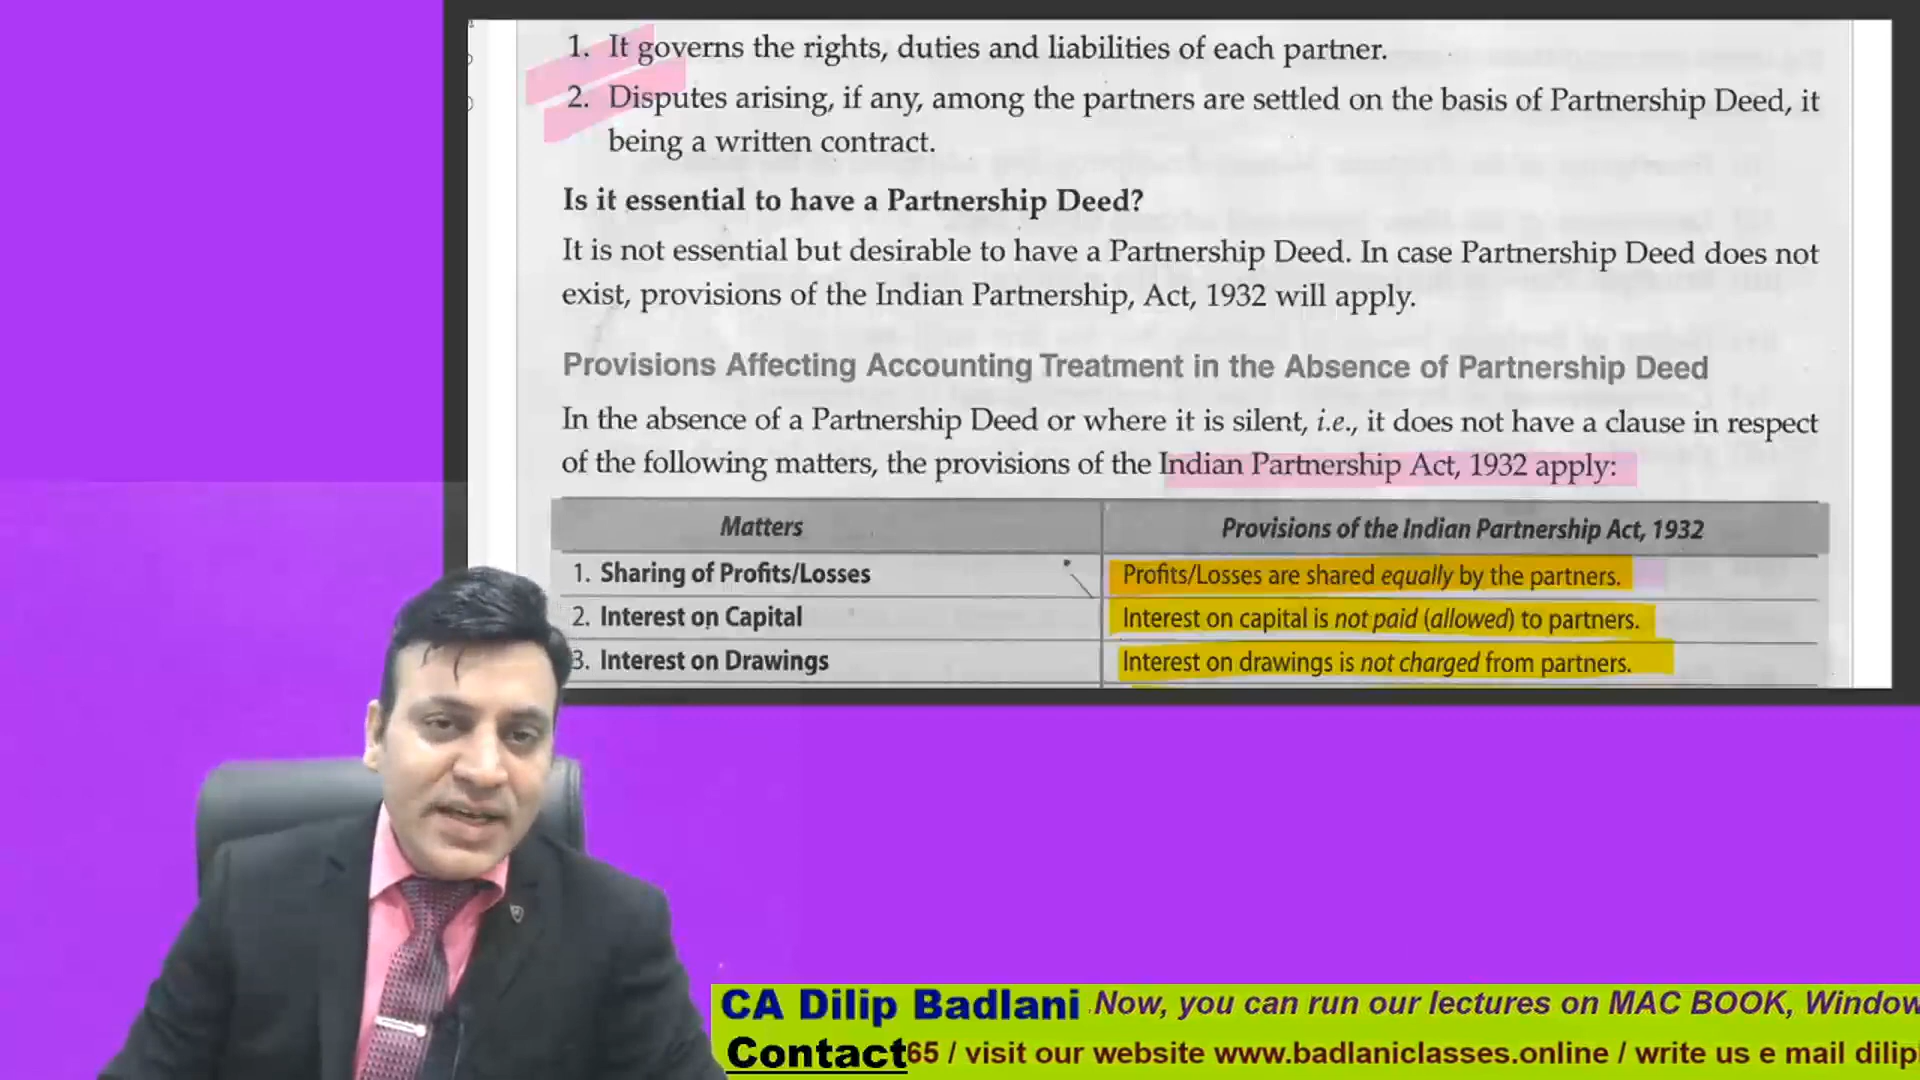 1. It governs the rights, duties and liabilities of each partner.
2. Disputes arising, if any, among the partners are settled on the basis of Partnership Deed, it
being a written contract.
Is it essential to have a Partnership Deed?
It is not essential but desirable to have a Partnership Deed. In case Partnership Deed does not
exist, provisions of the Indian Partnership, Act, 1932 will apply.
Provisions Affecting Accounting Treatment in the Absence of Partnership Deed
In the absence of a Partnership Deed or where it is silent, i.e., it does not have a clause in respect
of the following matters, the provisions of the Indian Partnership Act, 1932 apply:
Matters Provisions of the Indian Partnership Act, 1932
1. Sharing of Profits/Losses Profits/Losses are shared equally by the partners.
2. Interest on Capital Interest on capital is not paid (allowed) to partners.
3. Interest on Drawings Interest on drawings is not charged from partners.
CA Dilip Badlani Now, you can run our lectures on MAC BOOK, Window
Contact 65 / visit our website www.badlaniclasses.online / write us e mail dilip